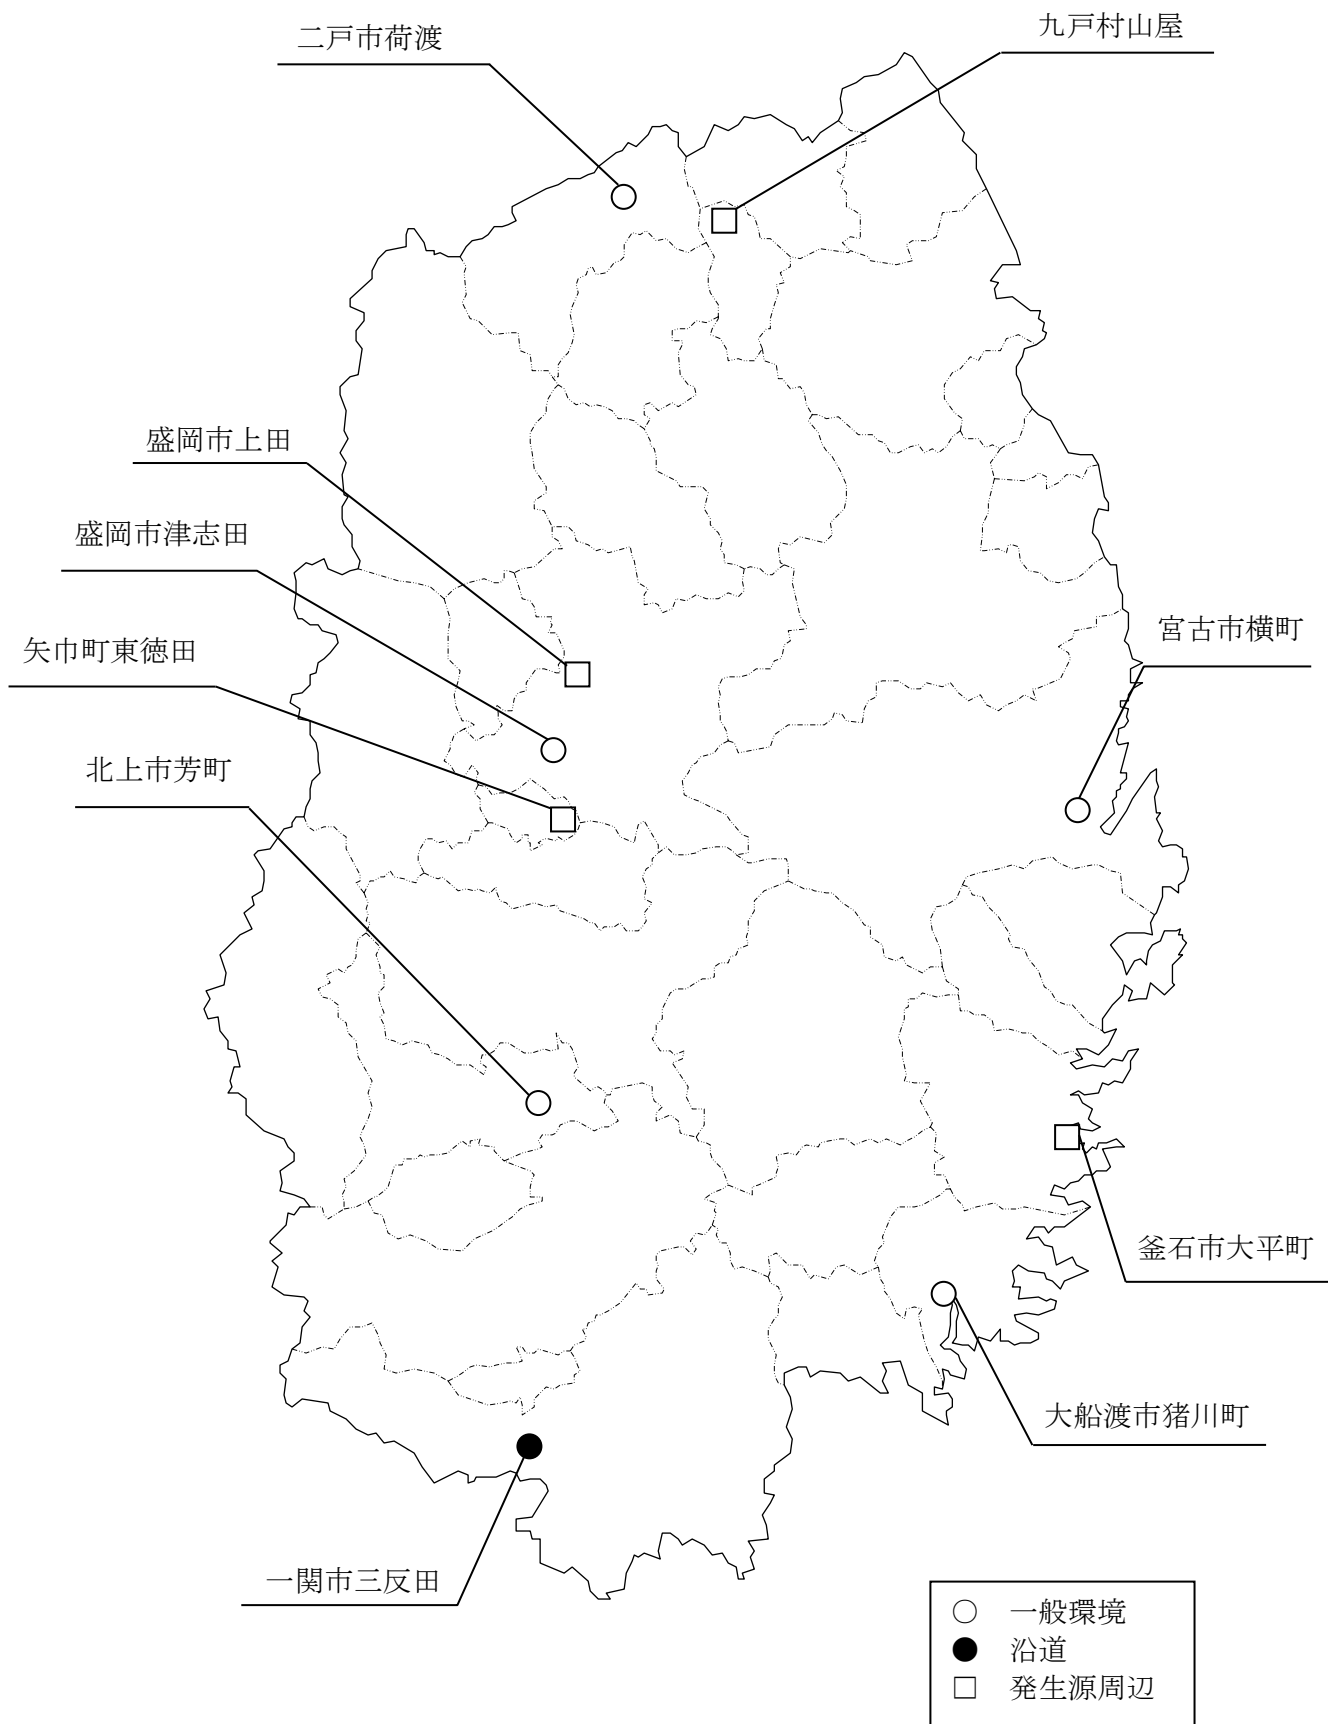 二戸市荷渡
九戸村山屋
盛岡市上田
盛岡市津志田
矢巾町東徳田
宮古市横町
北上市芳町
釜石市大平町
大船渡市猪川町
一関市三反田
○ 一般環境
● 沿道
□ 発生源周辺